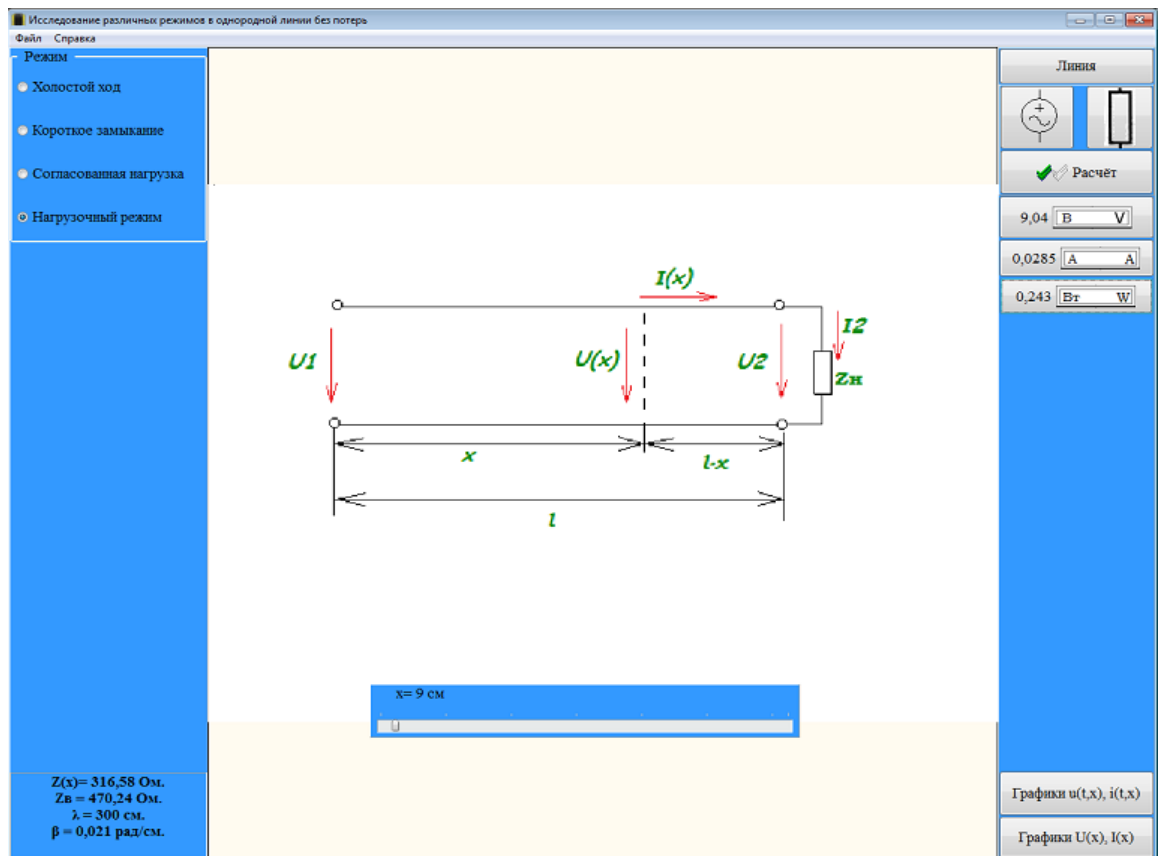 Исследование различных режимов в однородной линии без потерь
Файл Справка
Режим
Холостой ход
Короткое замыкание
Согласованная нагрузка
Нагрузочный режим
Z(x)= 316,58 Ом.
Zв = 470,24 Ом.
λ = 300 см.
β = 0,021 рад/см.
I(x)
U1
U(x)
U2
I2
Zн
x
l-x
l
x= 9 см
Линия
Расчёт
9,04 В V
0,0285 А А
0,243 Вт W
Графики u(t,x), i(t,x)
Графики U(x), I(x)